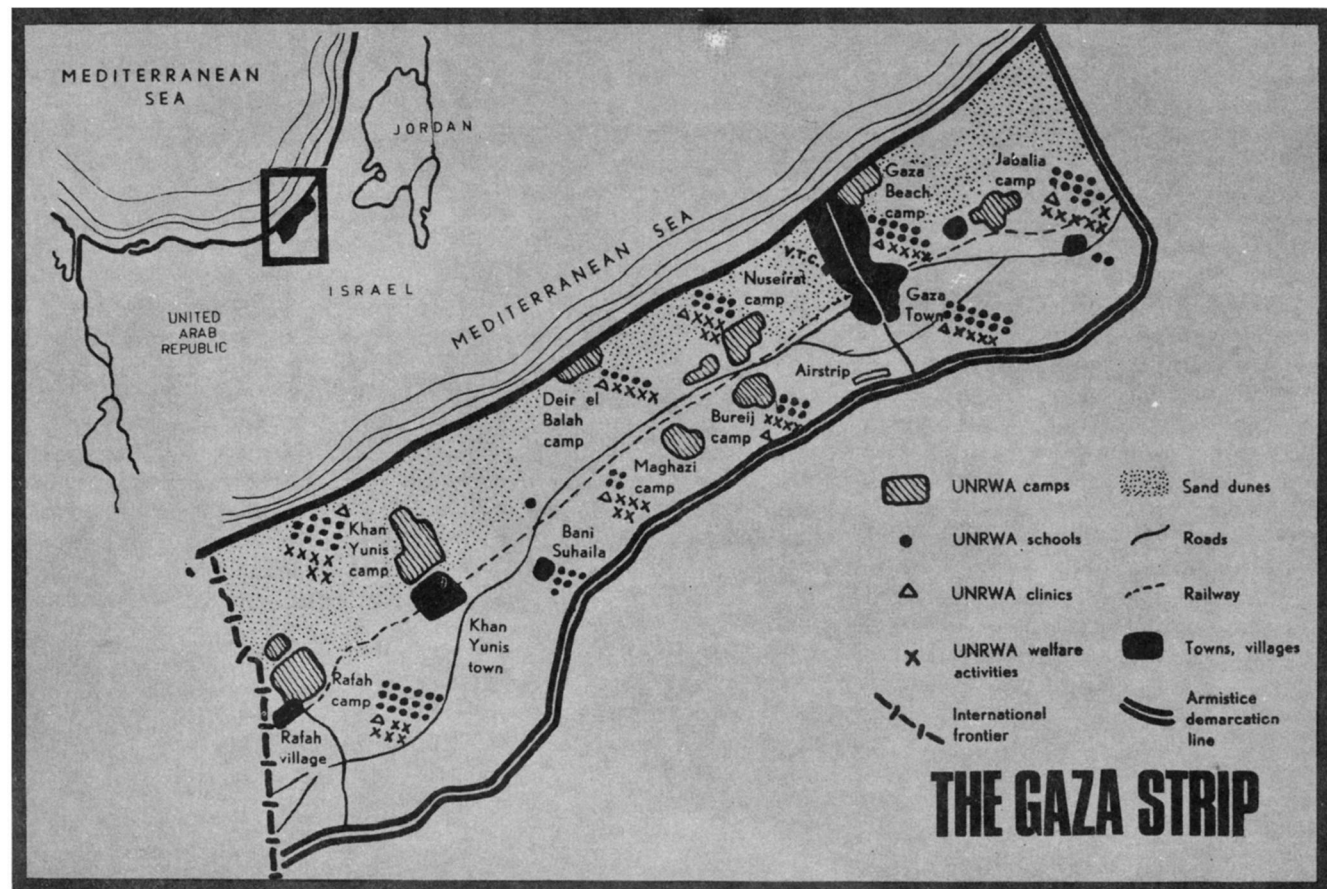 MEDITERRANEAN
SEA
JORDAN
ISRAEL
UNITED
ARAB
REPUBLIC
MEDITERRANEAN SEA
Gaza
Beach
camp
Jabalia
camp
V.T.C.
Nuseirat
camp
Gaza
Town
Airstrip
Deir el
Balah
camp
Bureij
camp
Maghazi
camp
Bani
Suhaila
Khan
Yunis
camp
Khan
Yunis
town
Rafah
camp
Rafah
village
UNRWA camps
UNRWA schools
UNRWA clinics
UNRWA welfare
activities
International
frontier
Sand dunes
Roads
Railway
Towns, villages
Armistice
demarcation
line
THE GAZA STRIP